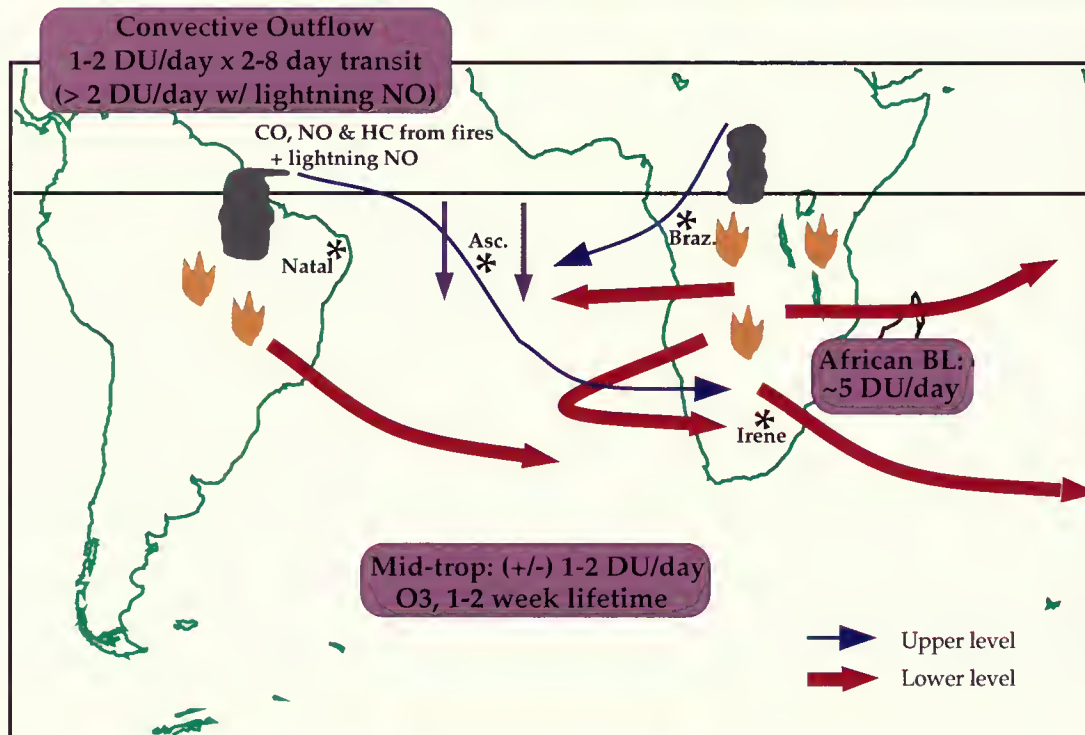 Convective Outflow
1-2 DU/day x 2-8 day transit
(> 2 DU/day w/ lightning NO)
CO, NO & HC from fires
+ lightning NO
Natal*
Asc.
*
*
Braz.
African BL:
~5 DU/day
*
Irene
Mid-trop: (+/-) 1-2 DU/day
O3, 1-2 week lifetime
Upper level
Lower level